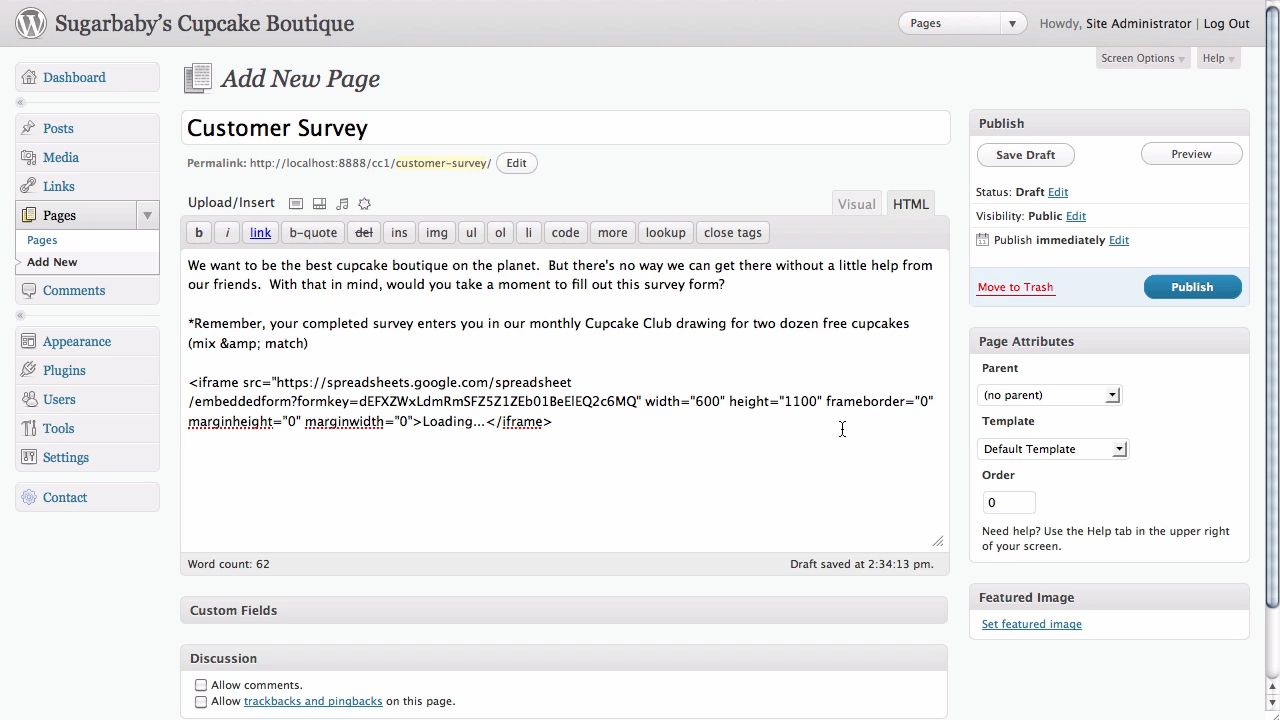 Sugarbaby's Cupcake Boutique
Pages
Howdy, Site Administrator | Log Out
Screen Options
Help
Dashboard
Posts
Media
Links
Pages
Pages
Add New
Comments
Appearance
Plugins
Users
Tools
Settings
Contact
Add New Page
Customer Survey
Permalink: http://localhost:8888/cc1/customer-survey/ Edit
Upload/Insert
Visual
HTML
b i link b-quote del ins img ul ol li code more lookup close tags
We want to be the best cupcake boutique on the planet.  But there's no way we can get there without a little help from
our friends.  With that in mind, would you take a moment to fill out this survey form?
*Remember, your completed survey enters you in our monthly Cupcake Club drawing for two dozen free cupcakes
(mix &amp; match)
<iframe src="https://spreadsheets.google.com/spreadsheet
/embeddedform?formkey=dEFXZWxLdmRmSFZ5Z1ZEb01BeElEQ2c6MQ" width="600" height="1100" frameborder="0"
marginheight="0" marginwidth="0">Loading...</iframe>
Word count: 62
Draft saved at 2:34:13 pm.
Custom Fields
Discussion
Allow comments.
Allow trackbacks and pingbacks on this page.
Publish
Save Draft
Preview
Status: Draft Edit
Visibility: Public Edit
Publish immediately Edit
Move to Trash
Publish
Page Attributes
Parent
(no parent)
Template
Default Template
Order
0
Need help? Use the Help tab in the upper right
of your screen.
Featured Image
Set featured image